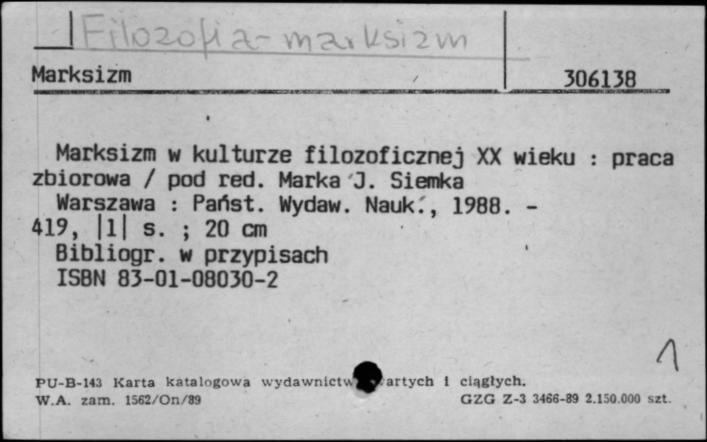 Filozofia-marksizm
Marksizm 306138
Marksizm w kulturze filozoficznej XX wieku : praca
zbiorowa / pod red. Marka J. Siemka
Warszawa : Państ. Wydaw. Nauk., 1988. -
419, |1| s. ; 20 cm
Bibliogr. w przypisach
ISBN 83-01-08030-2
1
PU-B-143 Karta katalogowa wydawnictw artych i ciągłych.
W.A. zam. 1562/On/89 GZG Z-3 3466-89 2.150.000 szt.